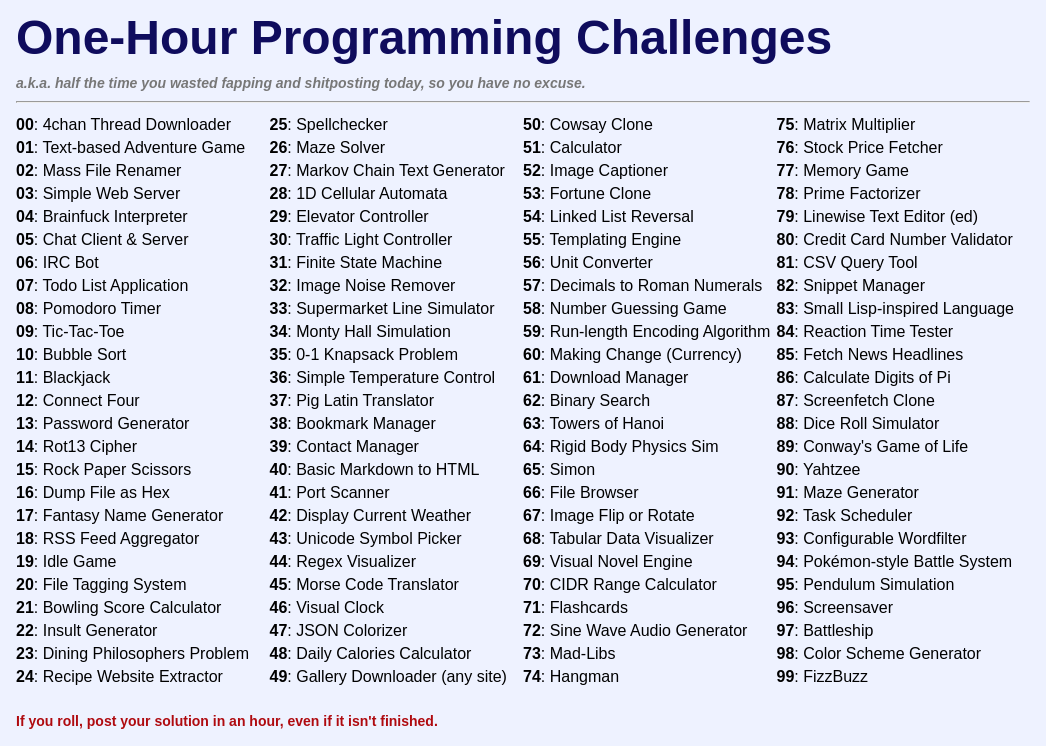 One-Hour Programming Challenges
a.k.a. half the time you wasted fapping and shitposting today, so you have no excuse.
00: 4chan Thread Downloader
01: Text-based Adventure Game
02: Mass File Renamer
03: Simple Web Server
04: Brainfuck Interpreter
05: Chat Client & Server
06: IRC Bot
07: Todo List Application
08: Pomodoro Timer
09: Tic-Tac-Toe
10: Bubble Sort
11: Blackjack
12: Connect Four
13: Password Generator
14: Rot13 Cipher
15: Rock Paper Scissors
16: Dump File as Hex
17: Fantasy Name Generator
18: RSS Feed Aggregator
19: Idle Game
20: File Tagging System
21: Bowling Score Calculator
22: Insult Generator
23: Dining Philosophers Problem
24: Recipe Website Extractor
25: Spellchecker
26: Maze Solver
27: Markov Chain Text Generator
28: 1D Cellular Automata
29: Elevator Controller
30: Traffic Light Controller
31: Finite State Machine
32: Image Noise Remover
33: Supermarket Line Simulator
34: Monty Hall Simulation
35: 0-1 Knapsack Problem
36: Simple Temperature Control
37: Pig Latin Translator
38: Bookmark Manager
39: Contact Manager
40: Basic Markdown to HTML
41: Port Scanner
42: Display Current Weather
43: Unicode Symbol Picker
44: Regex Visualizer
45: Morse Code Translator
46: Visual Clock
47: JSON Colorizer
48: Daily Calories Calculator
49: Gallery Downloader (any site)
50: Cowsay Clone
51: Calculator
52: Image Captioner
53: Fortune Clone
54: Linked List Reversal
55: Templating Engine
56: Unit Converter
57: Decimals to Roman Numerals
58: Number Guessing Game
59: Run-length Encoding Algorithm
60: Making Change (Currency)
61: Download Manager
62: Binary Search
63: Towers of Hanoi
64: Rigid Body Physics Sim
65: Simon
66: File Browser
67: Image Flip or Rotate
68: Tabular Data Visualizer
69: Visual Novel Engine
70: CIDR Range Calculator
71: Flashcards
72: Sine Wave Audio Generator
73: Mad-Libs
74: Hangman
75: Matrix Multiplier
76: Stock Price Fetcher
77: Memory Game
78: Prime Factorizer
79: Linewise Text Editor (ed)
80: Credit Card Number Validator
81: CSV Query Tool
82: Snippet Manager
83: Small Lisp-inspired Language
84: Reaction Time Tester
85: Fetch News Headlines
86: Calculate Digits of Pi
87: Screenfetch Clone
88: Dice Roll Simulator
89: Conway's Game of Life
90: Yahtzee
91: Maze Generator
92: Task Scheduler
93: Configurable Wordfilter
94: Pokémon-style Battle System
95: Pendulum Simulation
96: Screensaver
97: Battleship
98: Color Scheme Generator
99: FizzBuzz
If you roll, post your solution in an hour, even if it isn't finished.